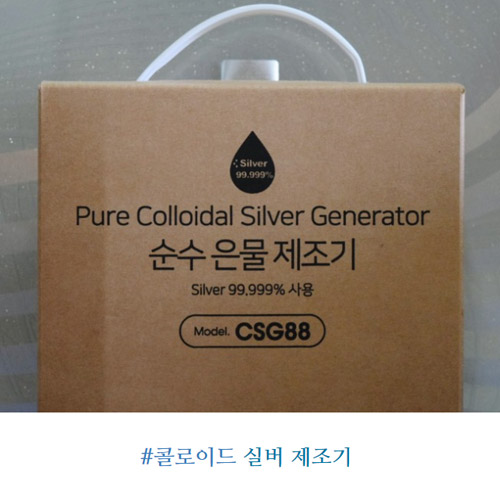 Silver
99.999%
Pure Colloidal Silver Generator
순수 은물 제조기
Silver 99.999% 사용
Model. CSG88
#콜로이드 실버 제조기